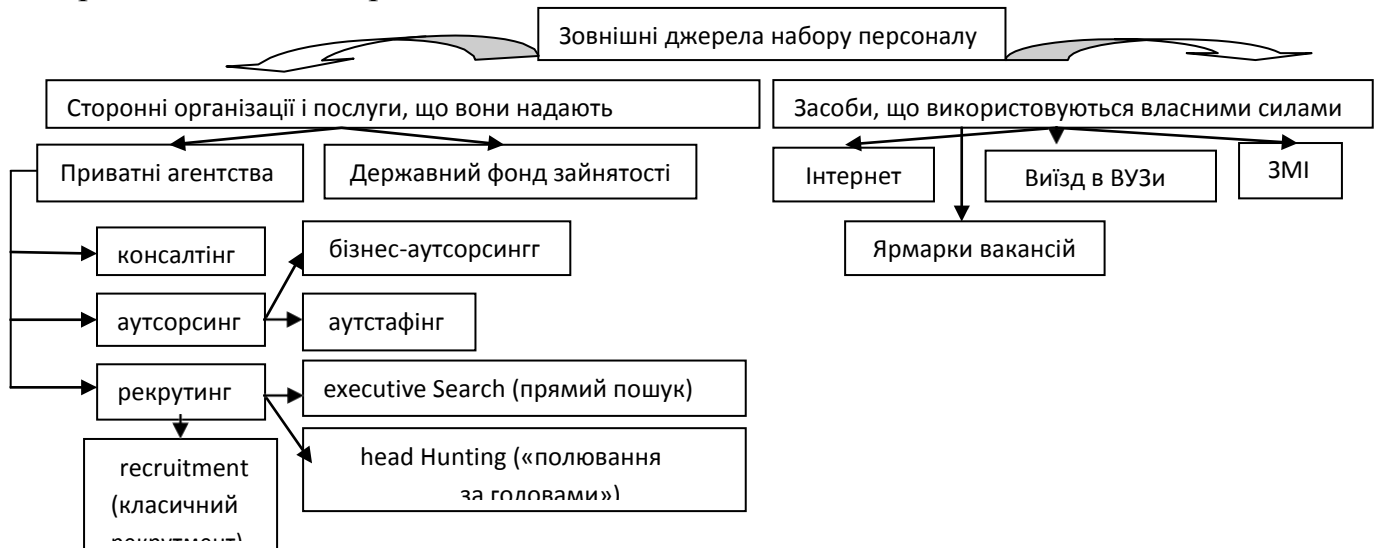 Зовнішні джерела набору персоналу
Сторонні організації і послуги, що вони надають
Засоби, що використовуються власними силами
Приватні агентства
Державний фонд зайнятості
Інтернет
Виїзд в ВУЗи
ЗМІ
Ярмарки вакансій
консалтінг
бізнес-аутсорсингг
аутсорсинг
аутстафінг
рекрутинг
executive Search (прямий пошук)
head Hunting («полювання
за головами»)
recruitment
(класичний
рекрутмент)